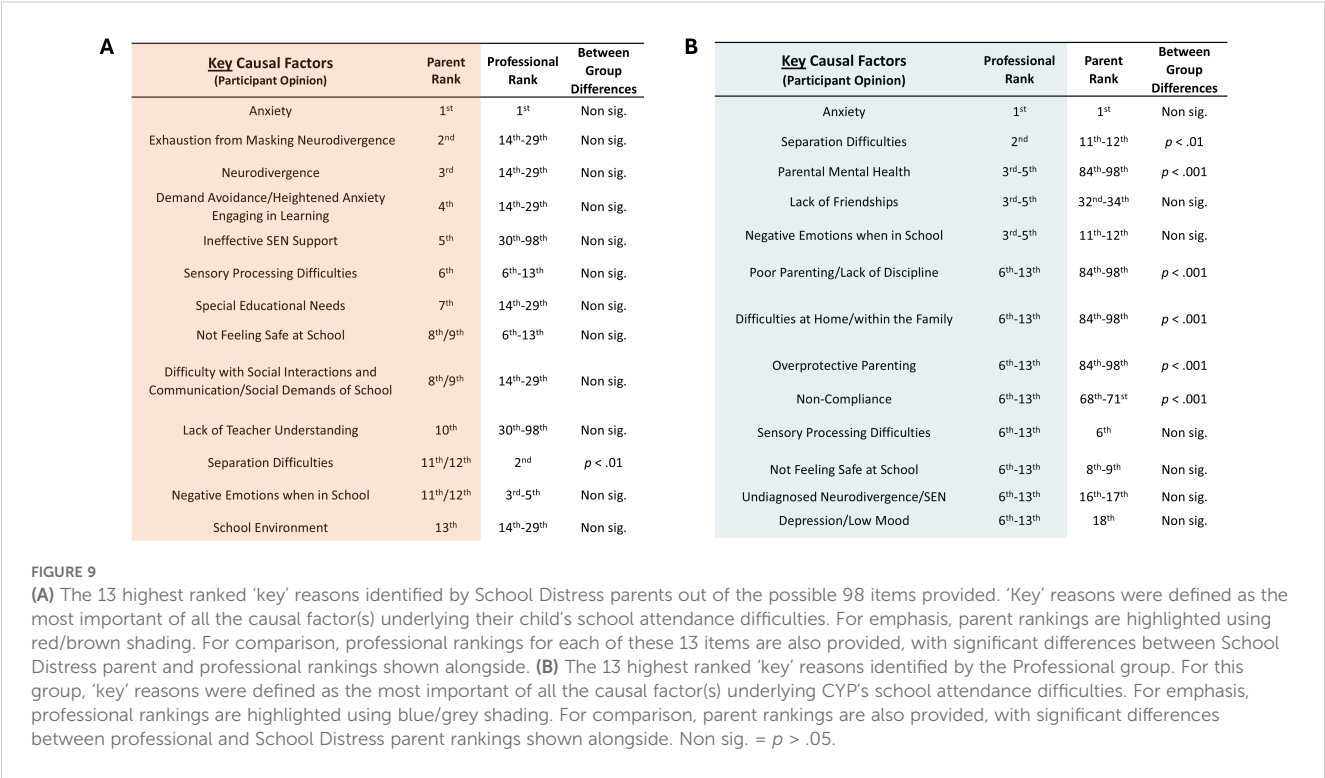 A
Key Causal Factors
(Participant Opinion)
Parent
Rank
Professional
Rank
Between
Group
Differences
Anxiety 1st 1st Non sig.
Exhaustion from Masking Neurodivergence 2nd 14th-29th Non sig.
Neurodivergence 3rd 14th-29th Non sig.
Demand Avoidance/Heightened Anxiety
Engaging in Learning 4th 14th-29th Non sig.
Ineffective SEN Support 5th 30th-98th Non sig.
Sensory Processing Difficulties 6th 6th-13th Non sig.
Special Educational Needs 7th 14th-29th Non sig.
Not Feeling Safe at School 8th/9th 6th-13th Non sig.
Difficulty with Social Interactions and
Communication/Social Demands of School 8th/9th 14th-29th Non sig.
Lack of Teacher Understanding 10th 30th-98th Non sig.
Separation Difficulties 11th/12th 2nd p < .01
Negative Emotions when in School 11th/12th 3rd-5th Non sig.
School Environment 13th 14th-29th Non sig.
B
Key Causal Factors
(Participant Opinion)
Professional
Rank
Parent
Rank
Between
Group
Differences
Anxiety 1st 1st Non sig.
Separation Difficulties 2nd 11th-12th p < .01
Parental Mental Health 3rd-5th 84th-98th p < .001
Lack of Friendships 3rd-5th 32nd-34th Non sig.
Negative Emotions when in School 3rd-5th 11th-12th Non sig.
Poor Parenting/Lack of Discipline 6th-13th 84th-98th p < .001
Difficulties at Home/within the Family 6th-13th 84th-98th p < .001
Overprotective Parenting 6th-13th 84th-98th p < .001
Non-Compliance 6th-13th 68th-71st p < .001
Sensory Processing Difficulties 6th-13th 6th Non sig.
Not Feeling Safe at School 6th-13th 8th-9th Non sig.
Undiagnosed Neurodivergence/SEN 6th-13th 16th-17th Non sig.
Depression/Low Mood 6th-13th 18th Non sig.
FIGURE 9
(A) The 13 highest ranked ‘key’ reasons identified by School Distress parents out of the possible 98 items provided. ‘Key’ reasons were defined as the
most important of all the causal factor(s) underlying their child’s school attendance difficulties. For emphasis, parent rankings are highlighted using
red/brown shading. For comparison, professional rankings for each of these 13 items are also provided, with significant differences between School
Distress parent and professional rankings shown alongside. (B) The 13 highest ranked ‘key’ reasons identified by the Professional group. For this
group, ‘key’ reasons were defined as the most important of all the causal factor(s) underlying CYP’s school attendance difficulties. For emphasis,
professional rankings are highlighted using blue/grey shading. For comparison, parent rankings are also provided, with significant differences
between professional and School Distress parent rankings shown alongside. Non sig. = p > .05.